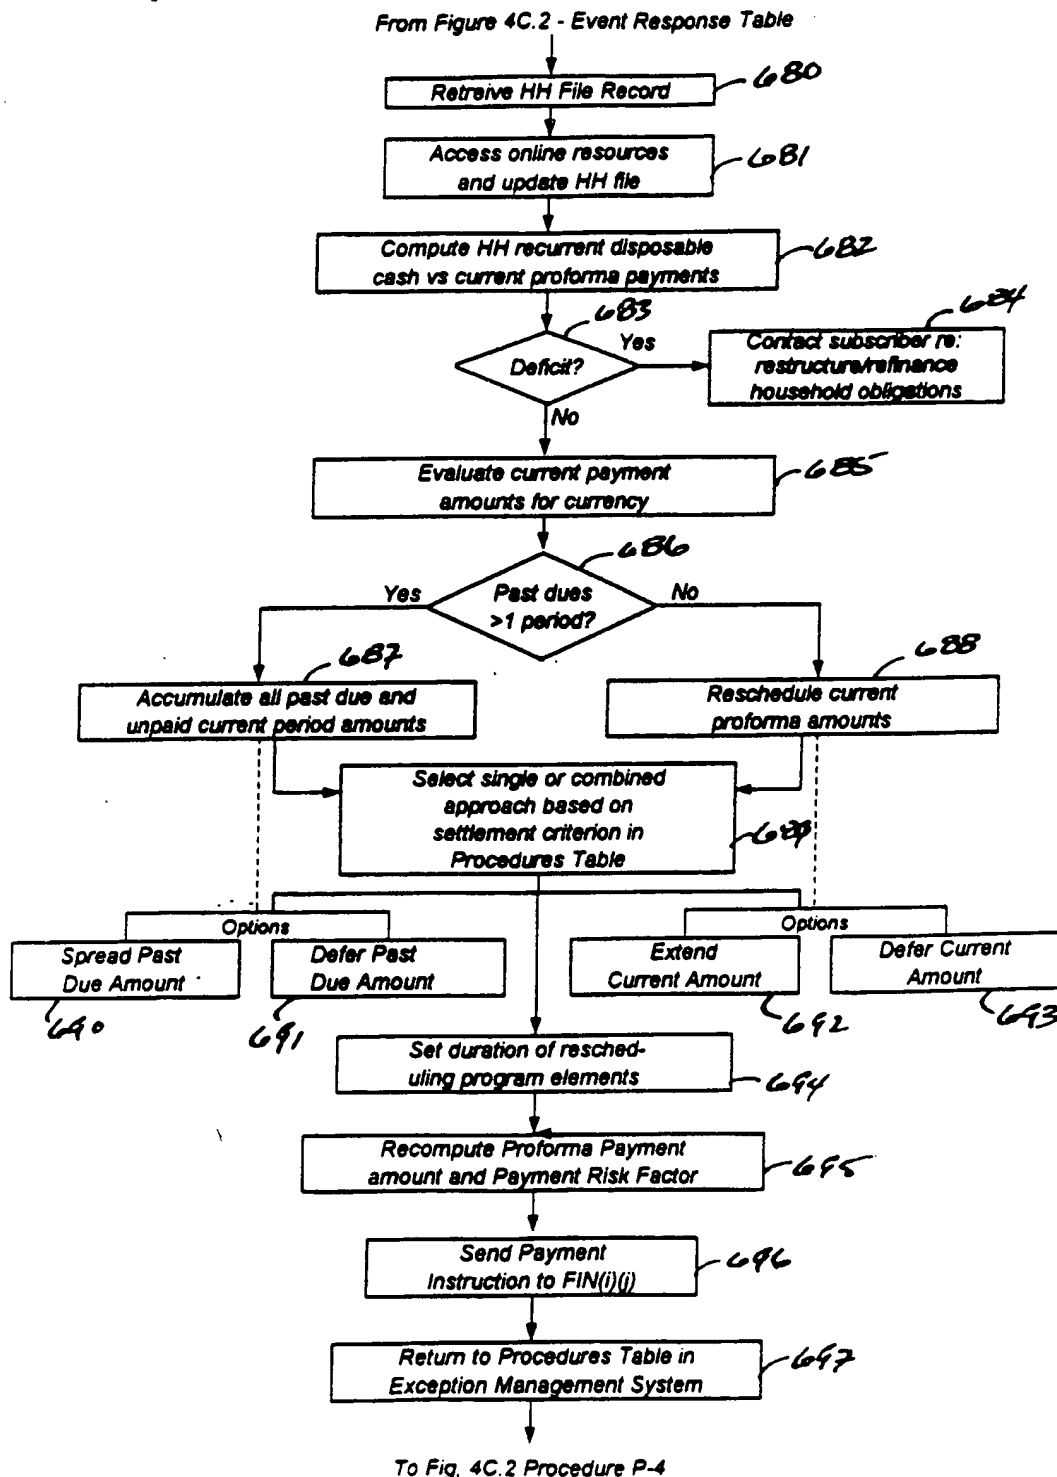 From Figure 4C.2 - Event Response Table
680
Retreive HH File Record
681
Access online resources
and update HH file
682
Compute HH recurrent disposable
cash vs current proforma payments
683
684
Deficit?
Yes
Contact subscriber re:
restructure/refinance
household obligations
No
685
Evaluate current payment
amounts for currency
686
Yes
Past dues
>1 period?
No
687
688
Accumulate all past due and
unpaid current period amounts
Reschedule current
proforma amounts
Select single or combined
approach based on
settlement criterion in
Procedures Table
689
Options
Options
Spread Past
Due Amount
Defer Past
Due Amount
Extend
Current Amount
Defer Current
Amount
690
691
692
693
Set duration of resched-
uling program elements
694
Recompute Proforma Payment
amount and Payment Risk Factor
695
Send Payment
Instruction to FIN(i)(j)
696
Return to Procedures Table in
Exception Management System
697
To Fig. 4C.2 Procedure P-4